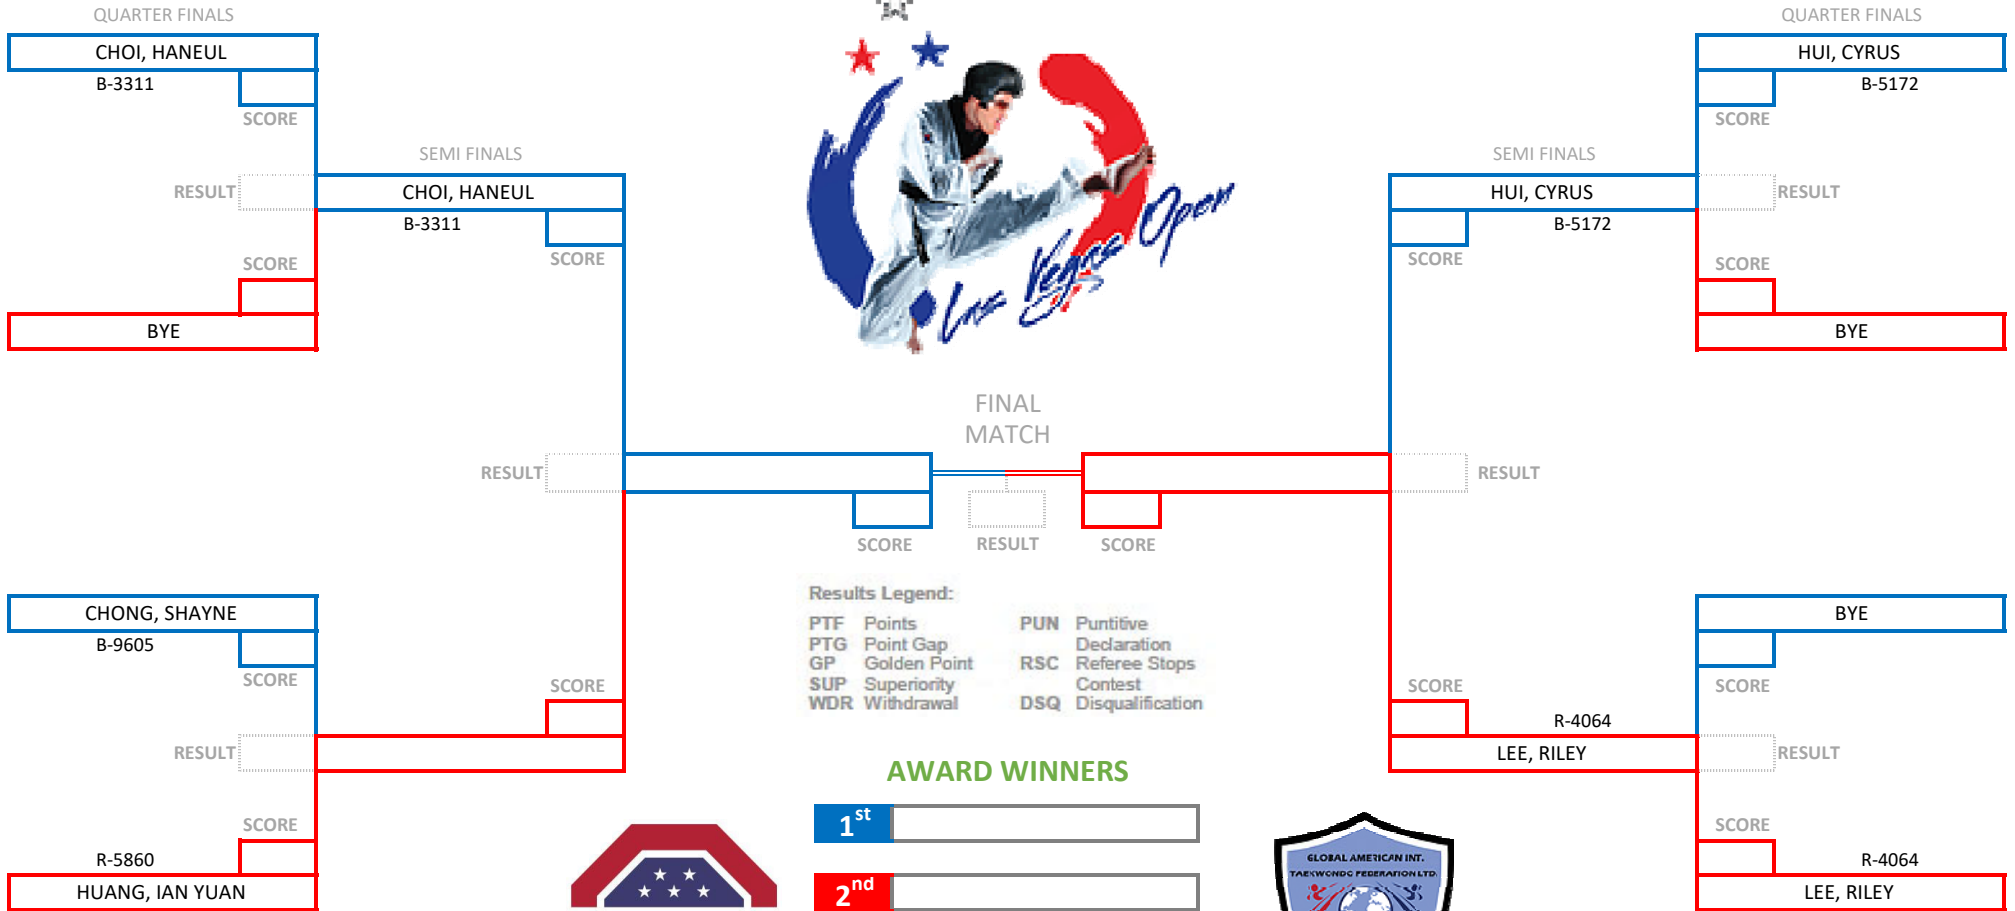 QUARTER FINALS
QUARTER FINALS
CHOI, HANEUL
HUI, CYRUS
B-3311
B-5172
SCORE
SCORE
SEMI FINALS
SEMI FINALS
RESULT
CHOI, HANEUL
HUI, CYRUS
RESULT
B-3311
B-5172
SCORE
SCORE
SCORE
SCORE
BYE
BYE
Las Vegas Open
FINAL
MATCH
RESULT
RESULT
SCORE
RESULT
SCORE
Results Legend:
PTF Points
PTG Point Gap
GP Golden Point
SUP Superiority
WDR Withdrawal
PUN Puntitive
Declaration
RSC Referee Stops
Contest
DSQ Disqualification
CHONG, SHAYNE
BYE
B-9605
SCORE
SCORE
SCORE
SCORE
R-4064
RESULT
LEE, RILEY
RESULT
AWARD WINNERS
1st
2nd
SCORE
SCORE
R-5860
R-4064
HUANG, IAN YUAN
LEE, RILEY
GLOBAL AMERICAN INT.
TAEKWONDO FEDERATION LTD.